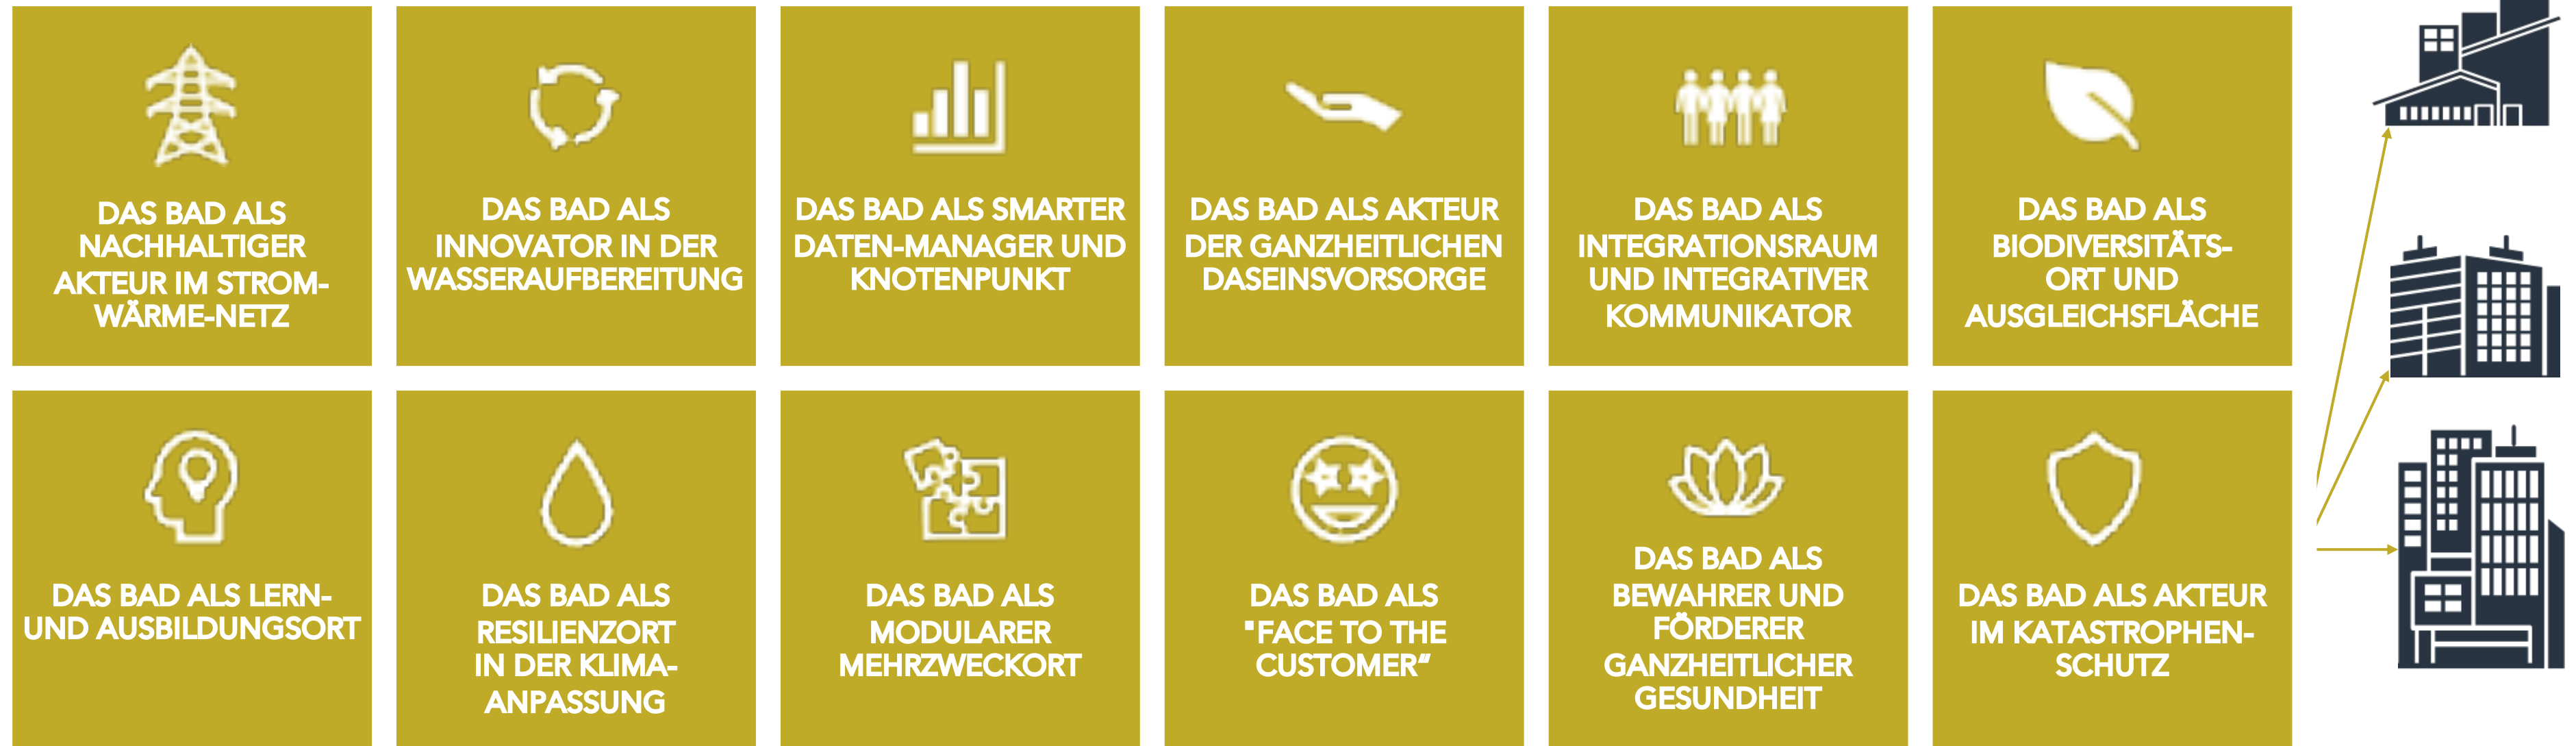 DAS BAD ALS
NACHHALTIGER
AKTEUR IM STROM-
WÄRME-NETZ
DAS BAD ALS
INNOVATOR IN DER
WASSERAUFBEREITUNG
DAS BAD ALS SMARTER
DATEN-MANAGER UND
KNOTENPUNKT
DAS BAD ALS AKTEUR
DER GANZHEITLICHEN
DASEINSVORSORGE
DAS BAD ALS
INTEGRATIONSRAUM
UND INTEGRATIVER
KOMMUNIKATOR
DAS BAD ALS
BIODIVERSITÄTS-
ORT UND
AUSGLEICHSFLÄCHE
DAS BAD ALS LERN-
UND AUSBILDUNGSORT
DAS BAD ALS
RESILIENZORT
IN DER KLIMA-
ANPASSUNG
DAS BAD ALS
MODULARER
MEHRZWECKORT
DAS BAD ALS
"FACE TO THE
CUSTOMER“
DAS BAD ALS
BEWAHRER UND
FÖRDERER
GANZHEITLICHER
GESUNDHEIT
DAS BAD ALS AKTEUR
IM KATASTROPHEN-
SCHUTZ